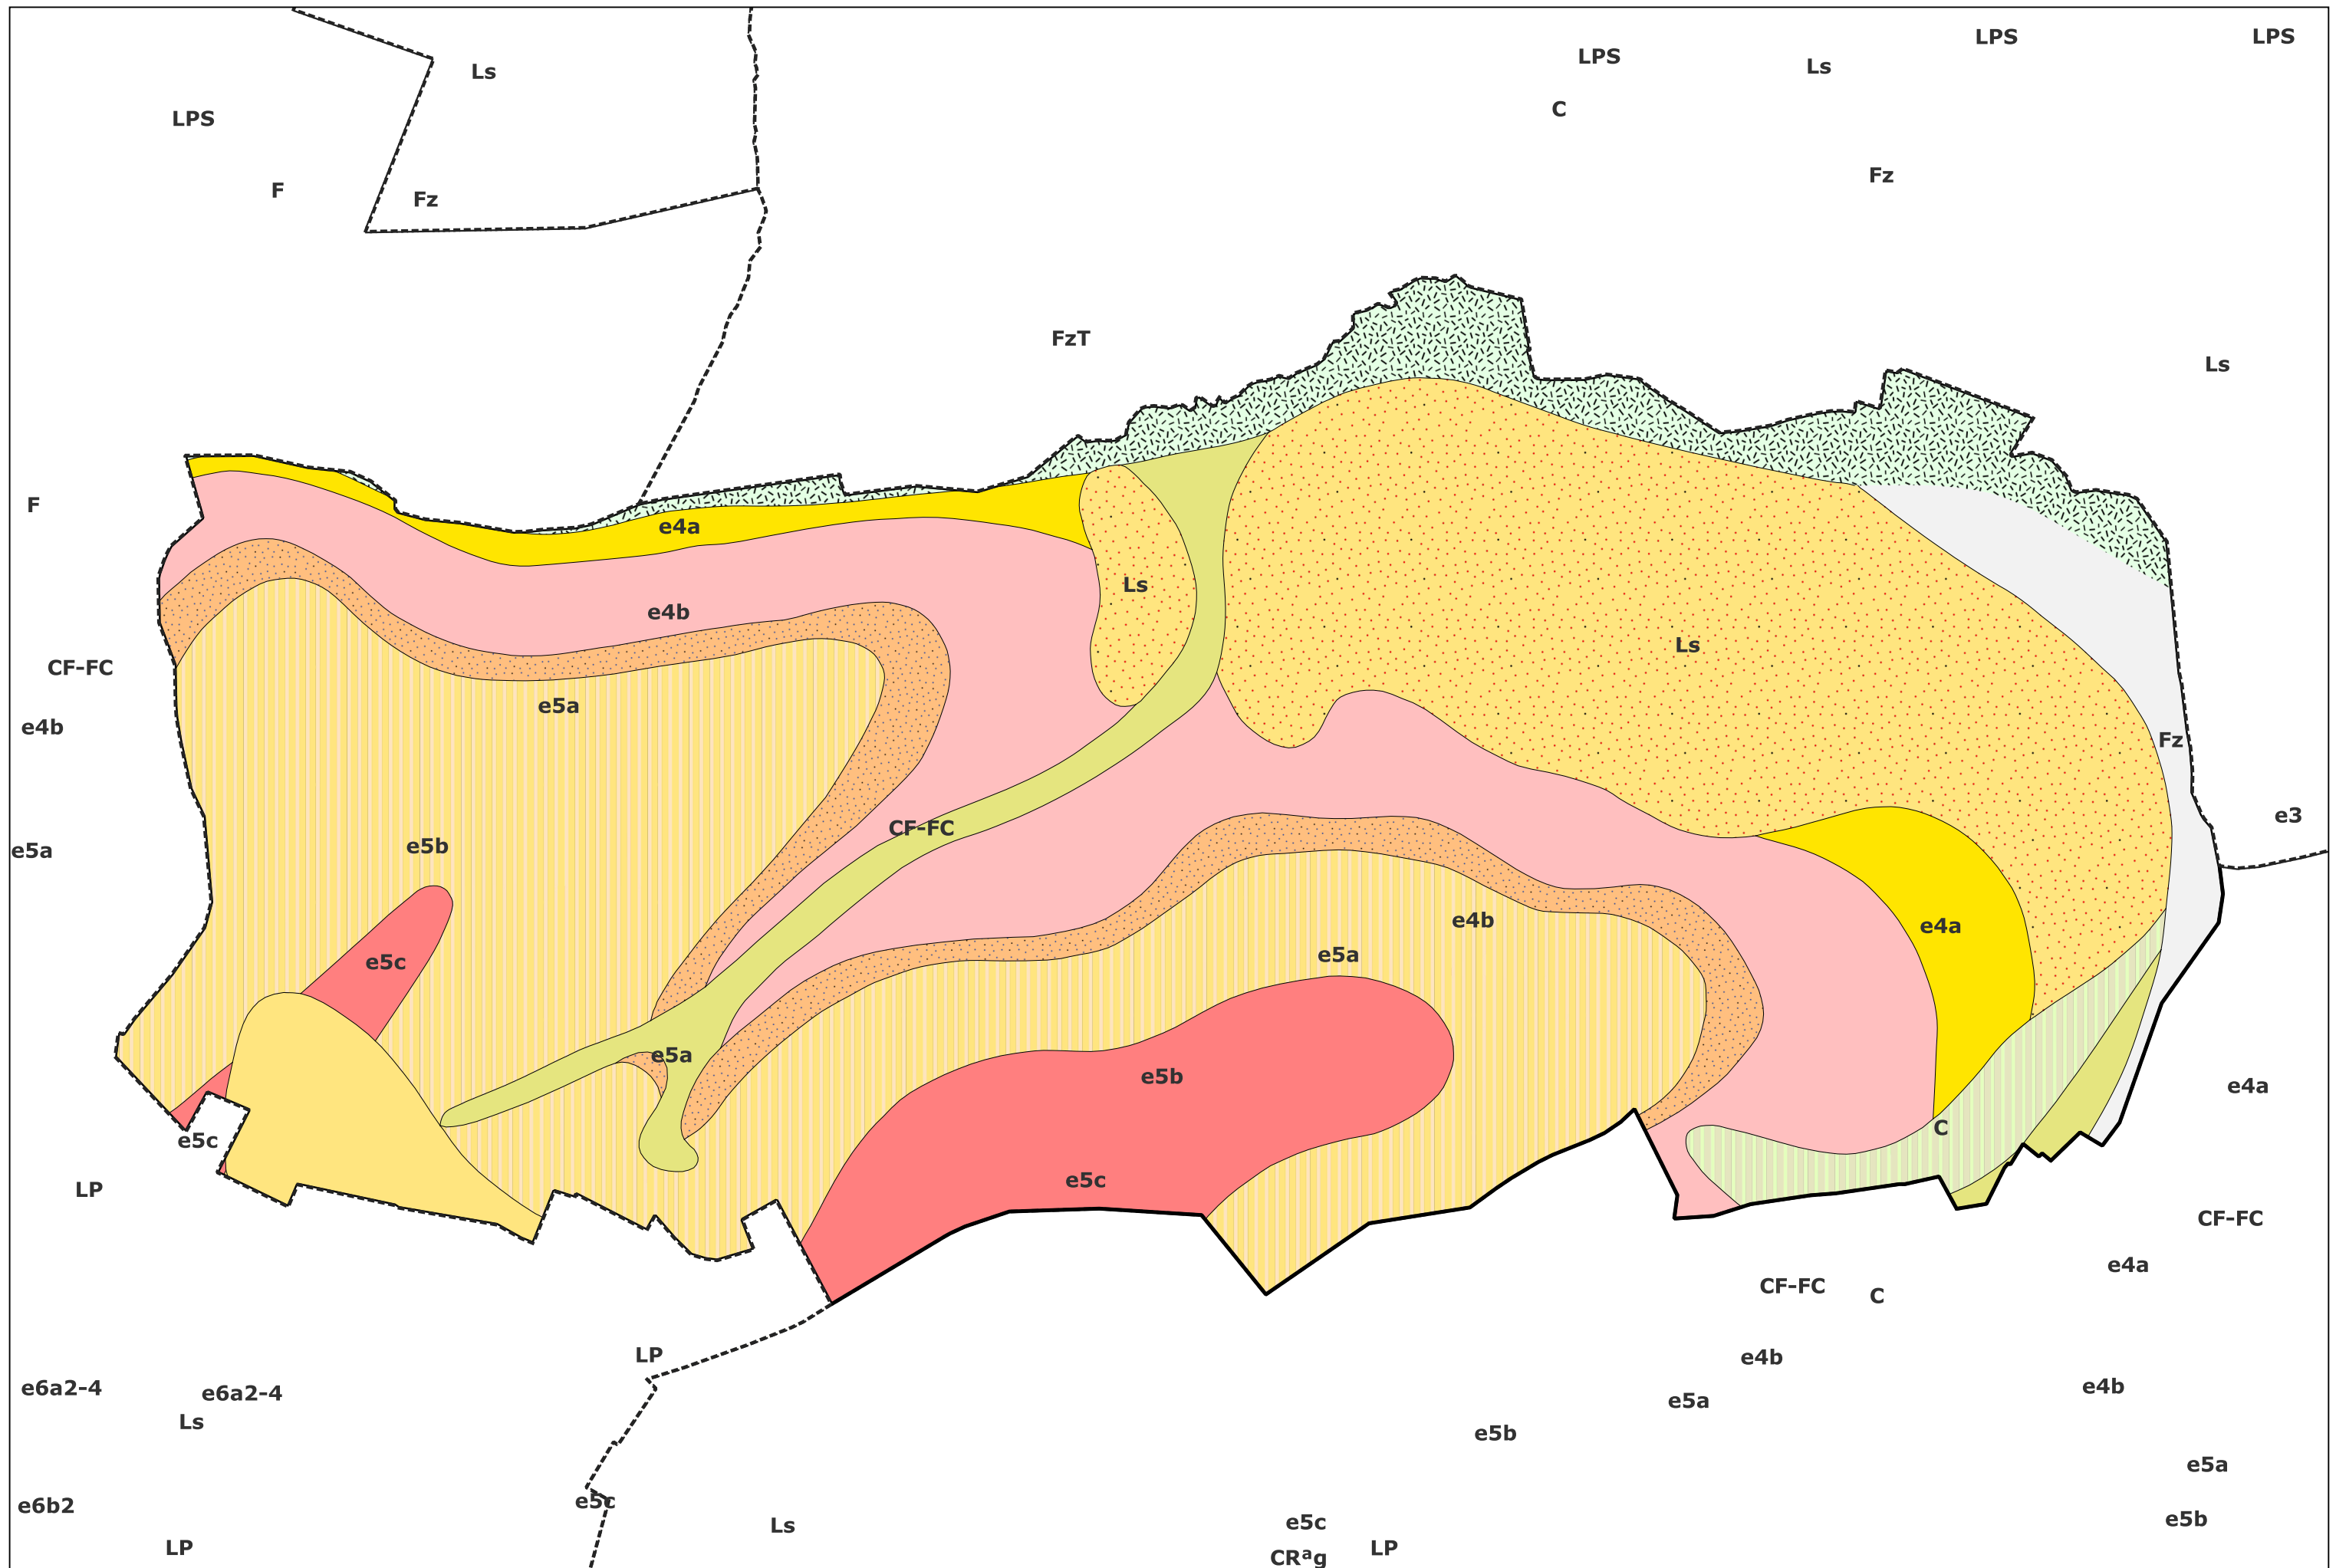 LPS
LPS
LPS
Ls
Ls
C
LPS
Fz
F
Fz
FzT
Ls
F
e4a
Ls
e4b
Ls
CF-FC
e5a
e4b
Fz
e3
CF-FC
e5b
e5a
e4b
e4a
e5a
e5c
e5a
e5b
e4a
C
e5c
e5c
LP
CF-FC
e4a
CF-FC
C
LP
e4b
e6a2-4
e6a2-4
e4b
e5a
Ls
e5b
e5a
e5c
e6b2
e5b
Ls
e5c
LP
LP
CRᵃg